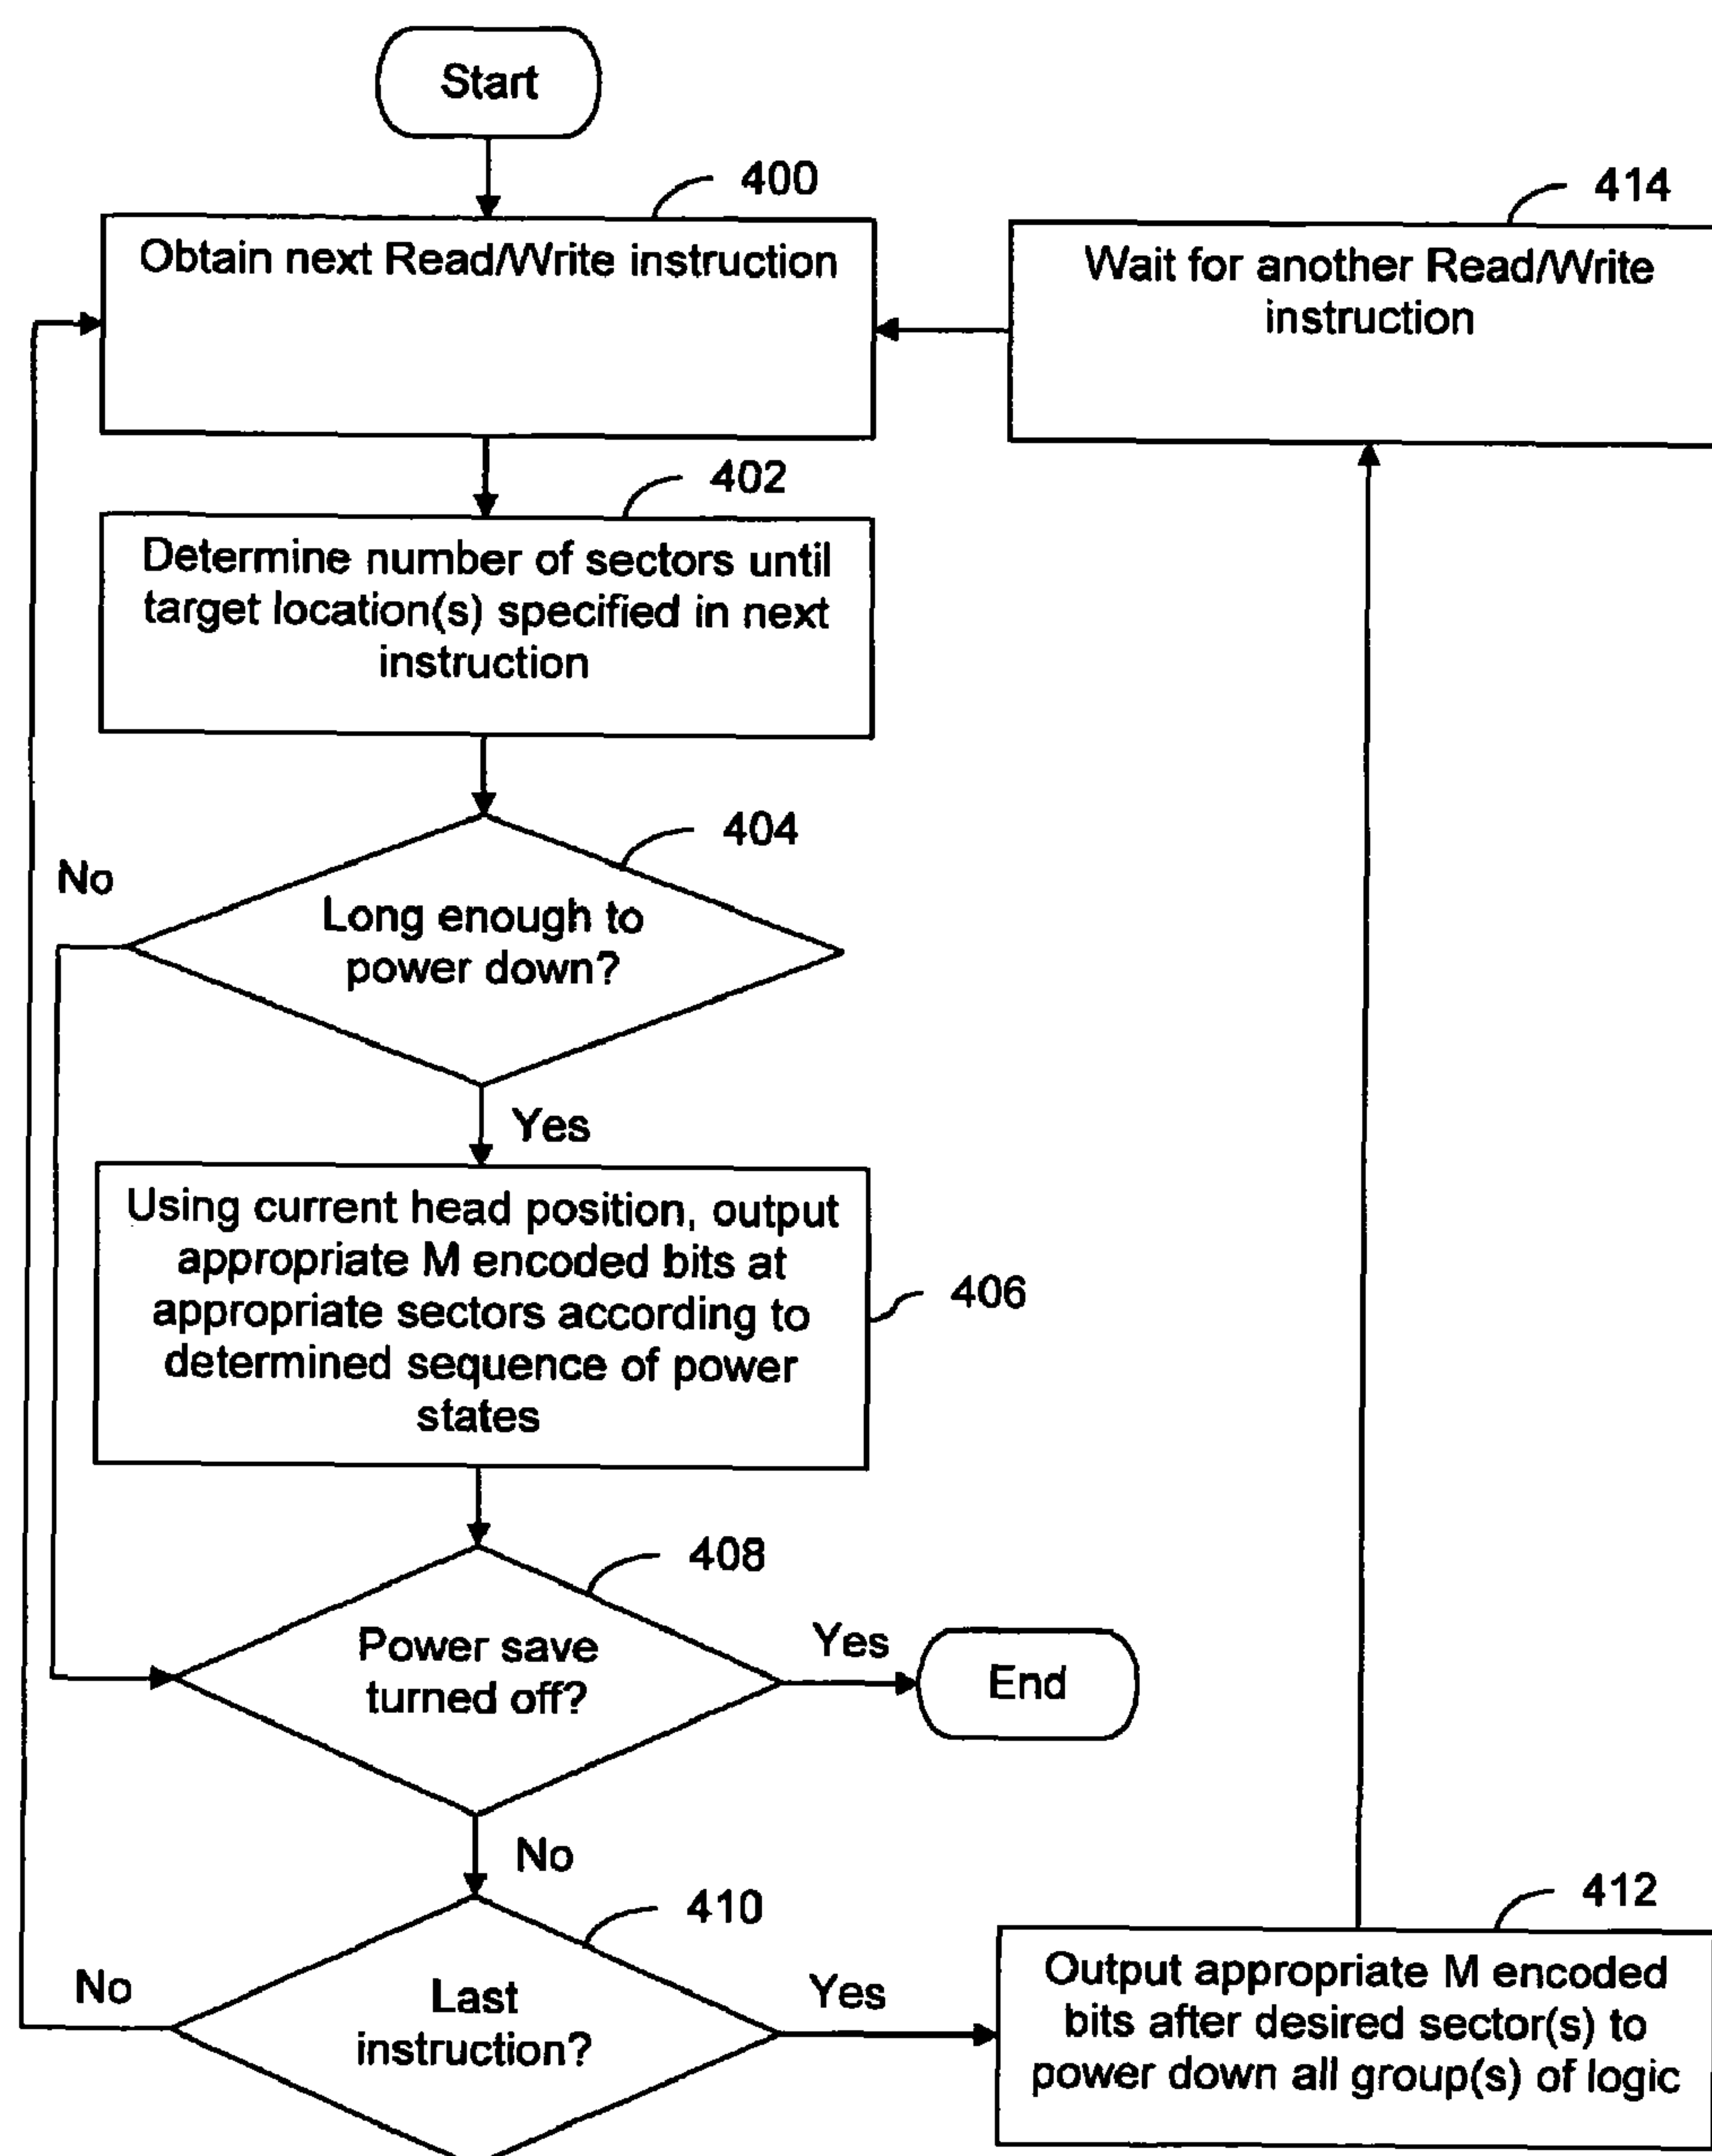 Start
400
Obtain next Read/Write instruction
414
Wait for another Read/Write
instruction
402
Determine number of sectors until
target location(s) specified in next
instruction
404
No
Long enough to
power down?
Yes
Using current head position, output
appropriate M encoded bits at
appropriate sectors according to
determined sequence of power
states
406
408
Power save
turned off?
Yes
End
No
410
Last
instruction?
No
Yes
412
Output appropriate M encoded
bits after desired sector(s) to
power down all group(s) of logic